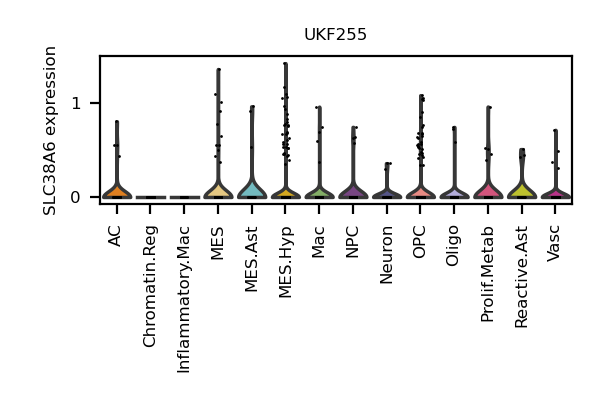 UKF255
SLC38A6 expression
1
0
AC
Chromatin.Reg
Inflammatory.Mac
MES
MES.Ast
MES.Hyp
Mac
NPC
Neuron
OPC
Oligo
Prolif.Metab
Reactive.Ast
Vasc